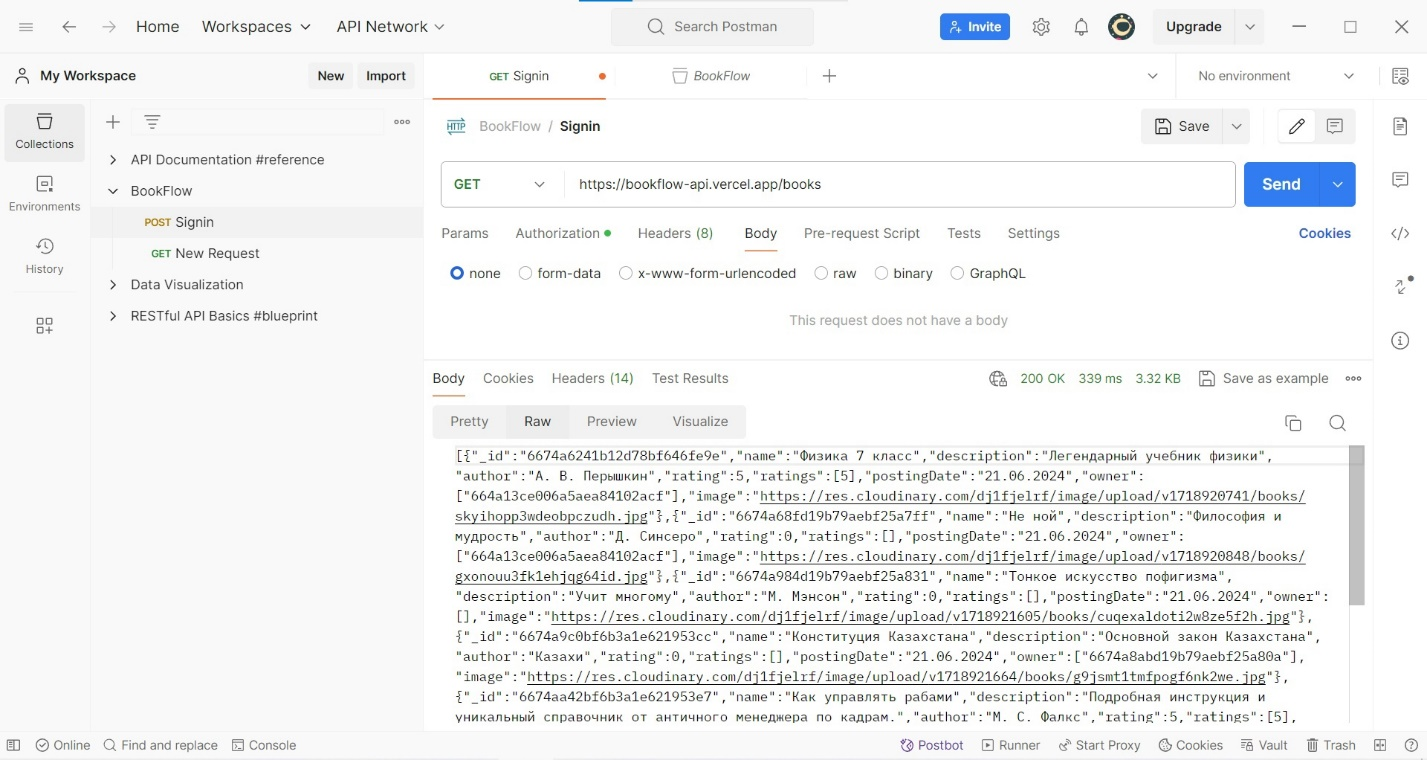 Home Workspaces API Network Search Postman Invite Upgrade
My Workspace New Import GET Signin BookFlow No environment
Collections
Environments
History
API Documentation #reference
BookFlow
POST Signin
GET New Request
Data Visualization
RESTful API Basics #blueprint
HTTP BookFlow / Signin Save
GET https://bookflow-api.vercel.app/books Send
Params Authorization Headers (8) Body Pre-request Script Tests Settings Cookies
none form-data x-www-form-urlencoded raw binary GraphQL
This request does not have a body
Body Cookies Headers (14) Test Results 200 OK 339 ms 3.32 KB Save as example
Pretty Raw Preview Visualize
[{"_id":"6674a6241b12d78bf646fe9e","name":"Физика 7 класс","description":"Легендарный учебник физики",
"author":"А. В. Перышкин","rating":5,"ratings":[5],"postingDate":"21.06.2024","owner":
["664a13ce006a5aea84102acf"],"image":"https://res.cloudinary.com/dj1fjelrf/image/upload/v1718920741/books/
skyihopp3wdeobpczudh.jpg"},{"_id":"6674a68fd19b79aebf25a7ff","name":"Не ной","description":"Философия и
мудрость","author":"Д. Синсеро","rating":0,"ratings":[],"postingDate":"21.06.2024","owner":
["664a13ce006a5aea84102acf"],"image":"https://res.cloudinary.com/dj1fjelrf/image/upload/v1718920848/books/
gxonouu3fk1ehjqg64id.jpg"},{"_id":"6674a984d19b79aebf25a831","name":"Тонкое искусство пофигизма",
"description":"Учит многому","author":"М. Мэнсон","rating":0,"ratings":[],"postingDate":"21.06.2024","owner":
[],"image":"https://res.cloudinary.com/dj1fjelrf/image/upload/v1718921605/books/cuqexaldoti2w8ze5f2h.jpg"},
{"_id":"6674a9c0bf6b3a1e621953cc","name":"Конституция Казахстана","description":"Основной закон Казахстана",
"author":"Казахи","rating":0,"ratings":[],"postingDate":"21.06.2024","owner":["6674a8abd19b79aebf25a80a"],
"image":"https://res.cloudinary.com/dj1fjelrf/image/upload/v1718921664/books/g9jsmt1tmfpogf6nk2we.jpg"},
{"_id":"6674aa42bf6b3a1e621953e7","name":"Как управлять рабами","description":"Подробная инструкция и
уникальный справочник от античного менеджера по кадрам.","author":"М. С. Фалкс","rating":5,"ratings":[5],
Online Find and replace Console Postbot Runner Start Proxy Cookies Vault Trash